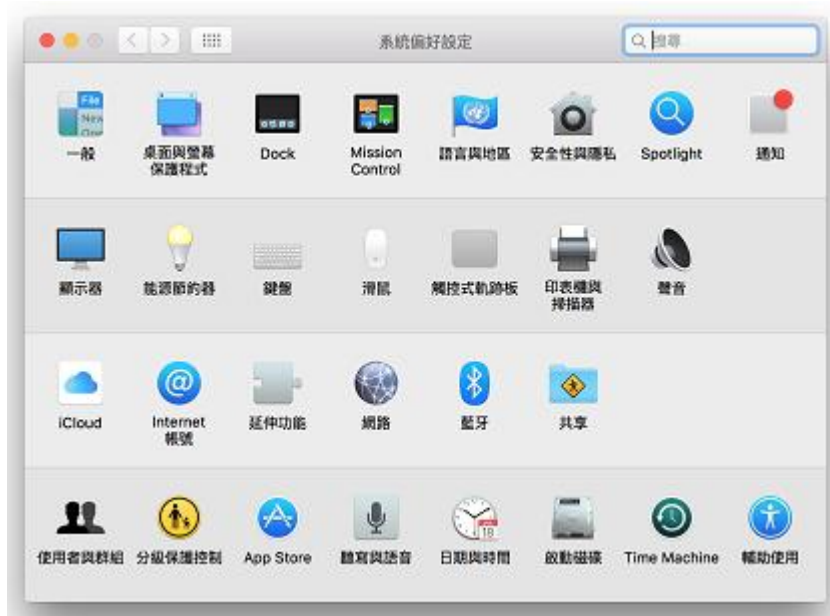 系統偏好設定
搜尋
File
New
一般
桌面與螢幕
保護程式
Dock
Mission
Control
語言與地區
安全性與隱私
Spotlight
通知
顯示器
能源節約器
鍵盤
滑鼠
觸控式軌跡板
印表機與
掃描器
聲音
iCloud
Internet
帳號
延伸功能
網路
藍牙
共享
使用者與群組
分級保護控制
App Store
聽寫與語音
18
日期與時間
啟動磁碟
Time Machine
輔助使用